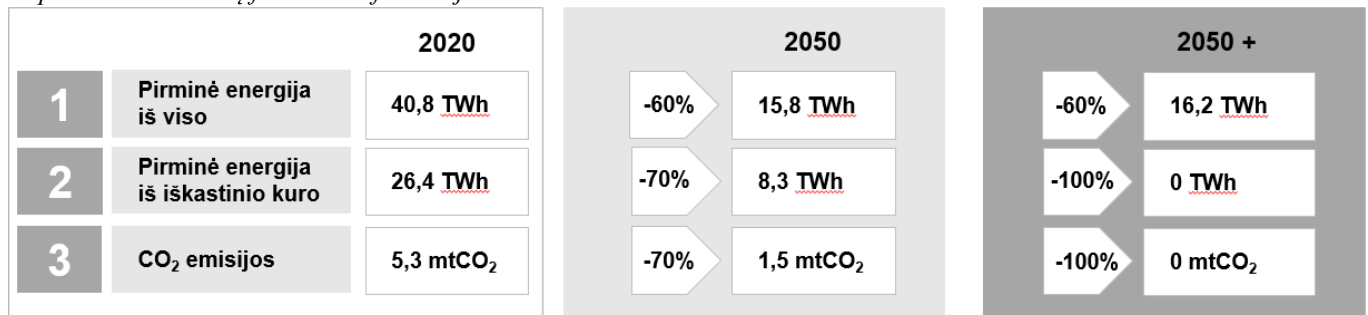 2020
2050
2050 +
1
Pirminė energija
iš viso
40,8 TWh
-60%
15,8 TWh
-60%
16,2 TWh
2
Pirminė energija
iš iškastinio kuro
26,4 TWh
-70%
8,3 TWh
-100%
0 TWh
3
CO₂ emisijos
5,3 mtCO₂
-70%
1,5 mtCO₂
-100%
0 mtCO₂